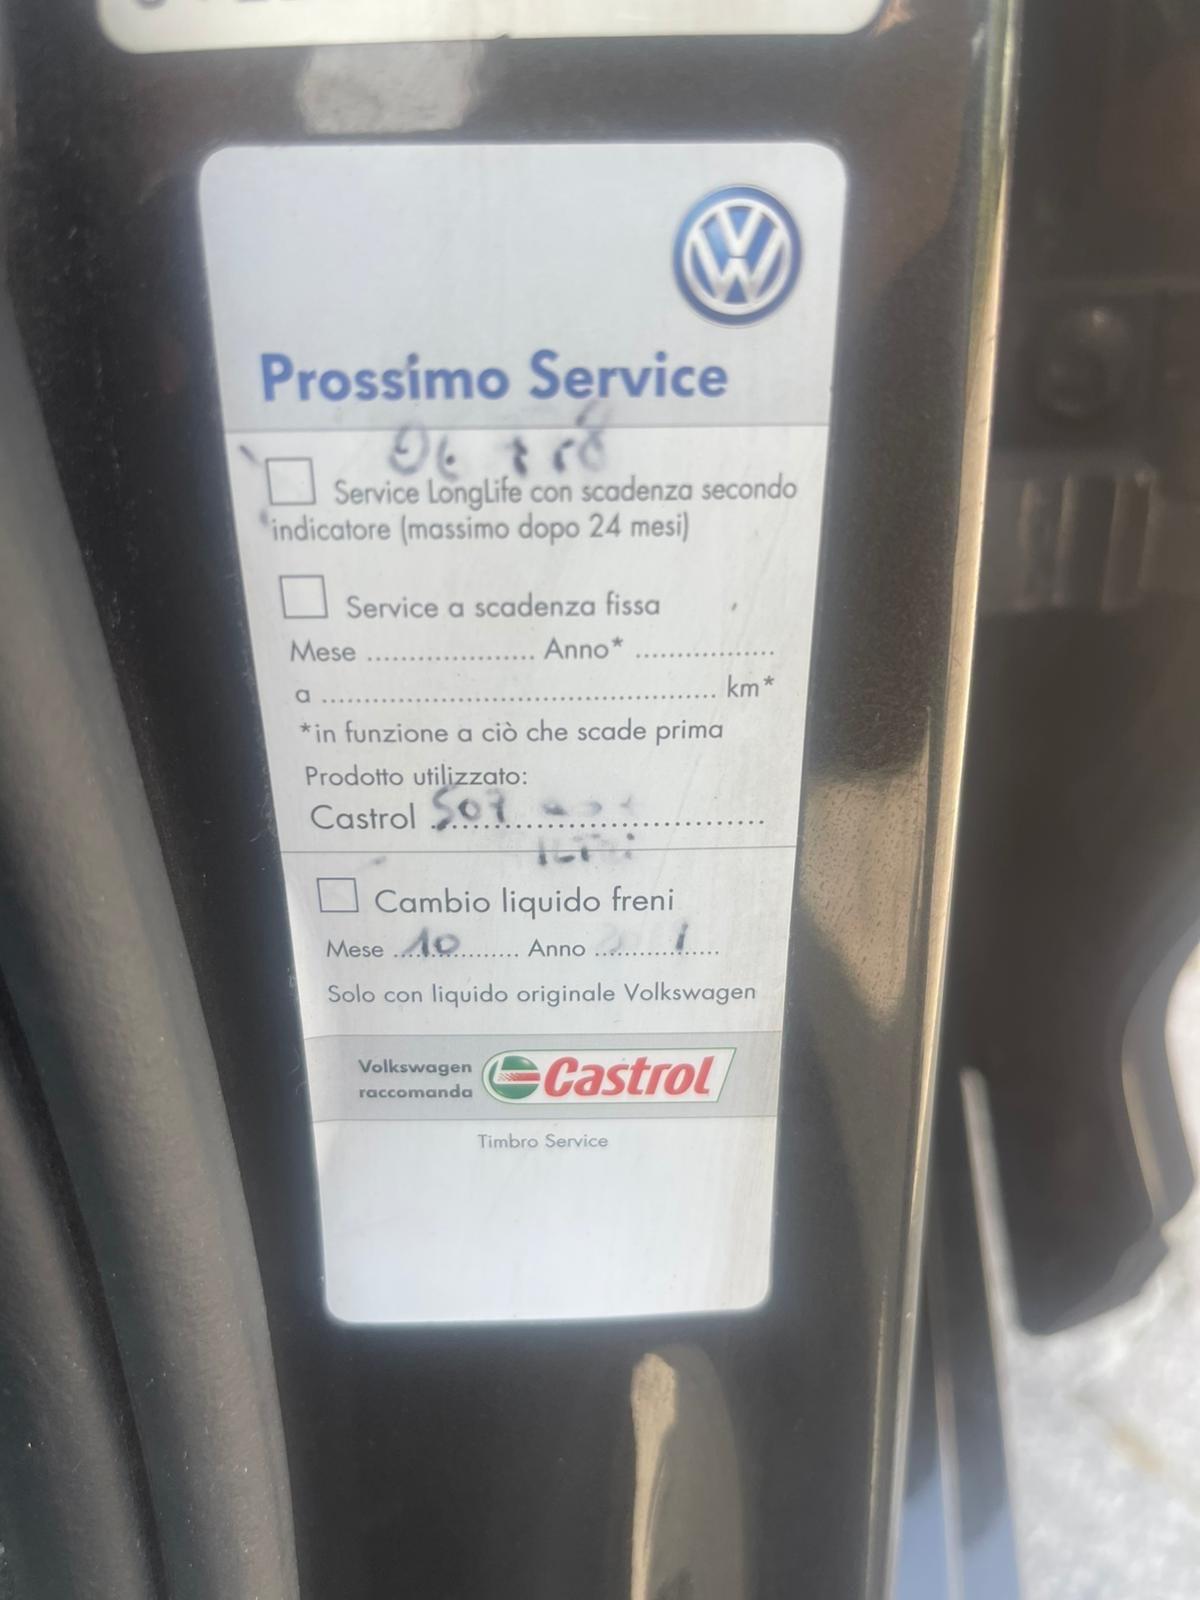 Prossimo Service
Service LongLife con scadenza secondo
indicatore (massimo dopo 24 mesi)
Service a scadenza fissa
Mese .................... Anno* .................
a ................................................ km*
*in funzione a ciò che scade prima
Prodotto utilizzato:
Castrol 507
Cambio liquido freni
Mese 10 Anno
Solo con liquido originale Volkswagen
Volkswagen
raccomanda
Castrol
Timbro Service